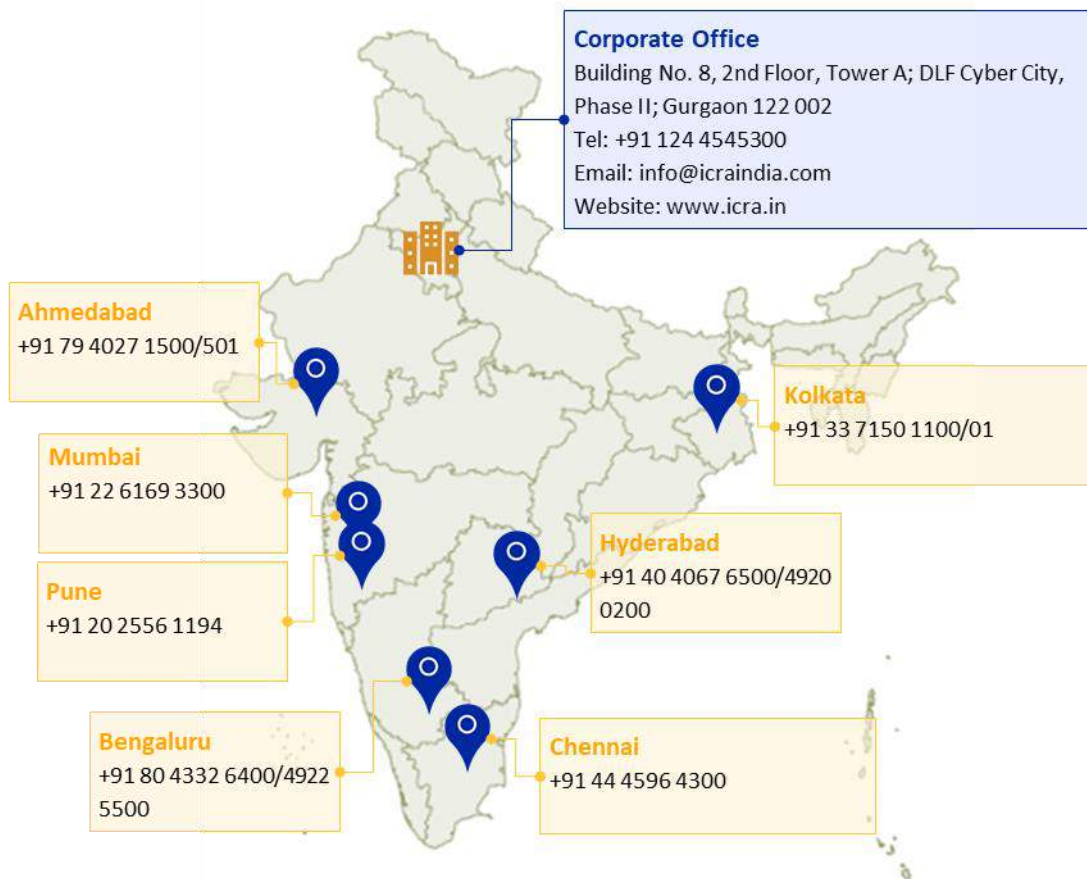 Corporate Office
Building No. 8, 2nd Floor, Tower A; DLF Cyber City,
Phase II; Gurgaon 122 002
Tel: +91 124 4545300
Email: info@icraindia.com
Website: www.icra.in
Ahmedabad
+91 79 4027 1500/501
Kolkata
+91 33 7150 1100/01
Mumbai
+91 22 6169 3300
Hyderabad
+91 40 4067 6500/4920
0200
Pune
+91 20 2556 1194
Bengaluru
+91 80 4332 6400/4922
5500
Chennai
+91 44 4596 4300